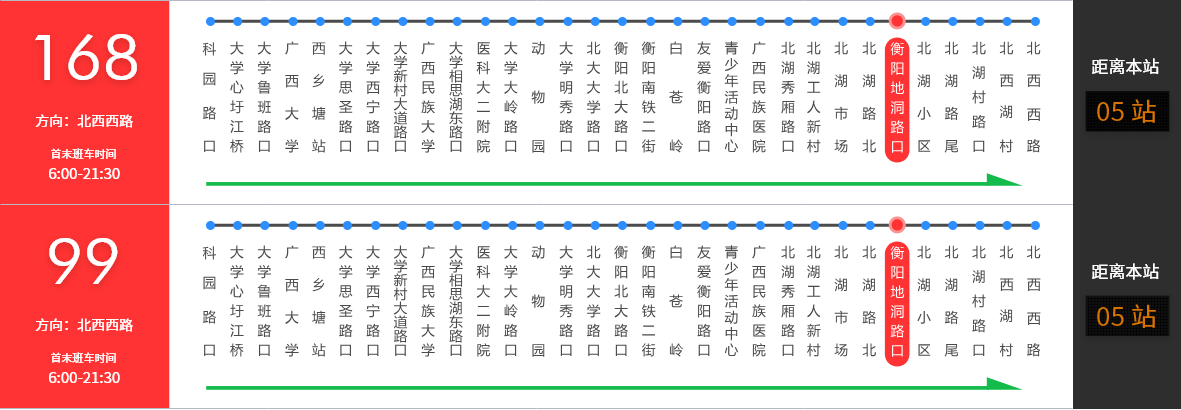 168
方向：北西西路
首末班车时间
6:00-21:30
科园路口
大学心圩江桥
大学鲁班路口
广西大学
西乡塘站
大学思圣路口
大学西宁路口
大学新村大道路口
广西民族大学
大学相思湖东路口
医科大二附院
大学大岭路口
动物园
大学明秀路口
北大大学路口
衡阳北大路口
衡阳南铁二街
白苍岭
友爱衡阳路口
青少年活动中心
广西民族医院
北湖秀厢路口
北湖工人新村
北湖市场
北湖路北
衡阳地洞路口
北湖小区
北湖路尾
北湖村路口
北西湖村
北西西路
距离本站
05 站
99
方向：北西西路
首末班车时间
6:00-21:30
科园路口
大学心圩江桥
大学鲁班路口
广西大学
西乡塘站
大学思圣路口
大学西宁路口
大学新村大道路口
广西民族大学
大学相思湖东路口
医科大二附院
大学大岭路口
动物园
大学明秀路口
北大大学路口
衡阳北大路口
衡阳南铁二街
白苍岭
友爱衡阳路口
青少年活动中心
广西民族医院
北湖秀厢路口
北湖工人新村
北湖市场
北湖路北
衡阳地洞路口
北湖小区
北湖路尾
北湖村路口
北西湖村
北西西路
距离本站
05 站